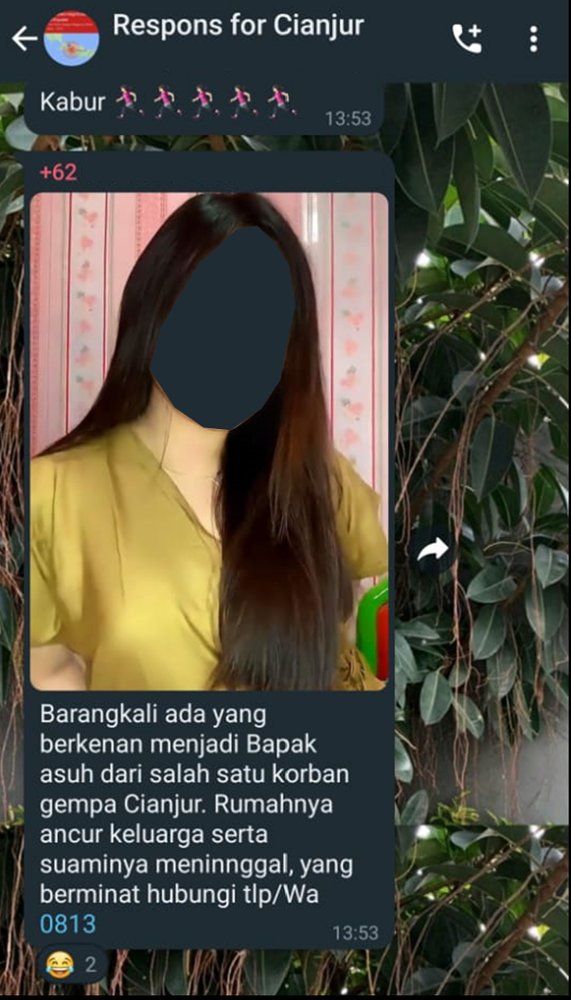 Respons for Cianjur
Kabur 🏃🏻‍♀️🏃🏻‍♀️🏃🏻‍♀️🏃🏻‍♀️🏃🏻‍♀️
13:53
+62
Barangkali ada yang
berkenan menjadi Bapak
asuh dari salah satu korban
gempa Cianjur. Rumahnya
ancur keluarga serta
suaminya meninnggal, yang
berminat hubungi tlp/Wa
0813
13:53
😂 2